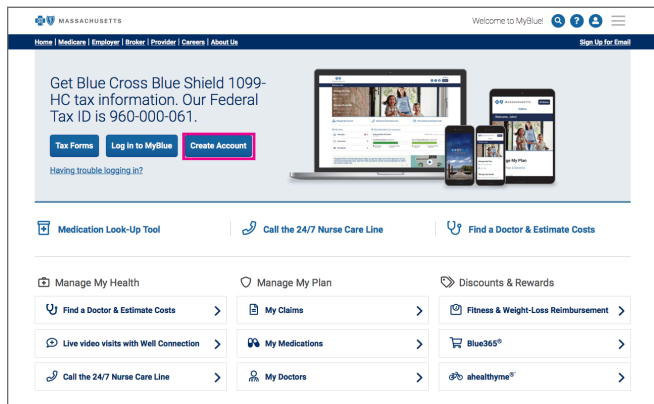 MASSACHUSETTS
Welcome to MyBlue!
Home | Medicare | Employer | Broker | Provider | Careers | About Us
Sign Up for Email
Get Blue Cross Blue Shield 1099-
HC tax information. Our Federal
Tax ID is 960-000-061.
Tax Forms
Log in to MyBlue
Create Account
Having trouble logging in?
MASSACHUSETTS
Medication Look-Up Tool
Call the 24/7 Nurse Care Line
Find a Doctor & Estimate Costs
Manage My Health
Manage My Plan
Discounts & Rewards
Find a Doctor & Estimate Costs
My Claims
Fitness & Weight-Loss Reimbursement
Live video visits with Well Connection
My Medications
Blue365®
Call the 24/7 Nurse Care Line
My Doctors
ahealthyme®